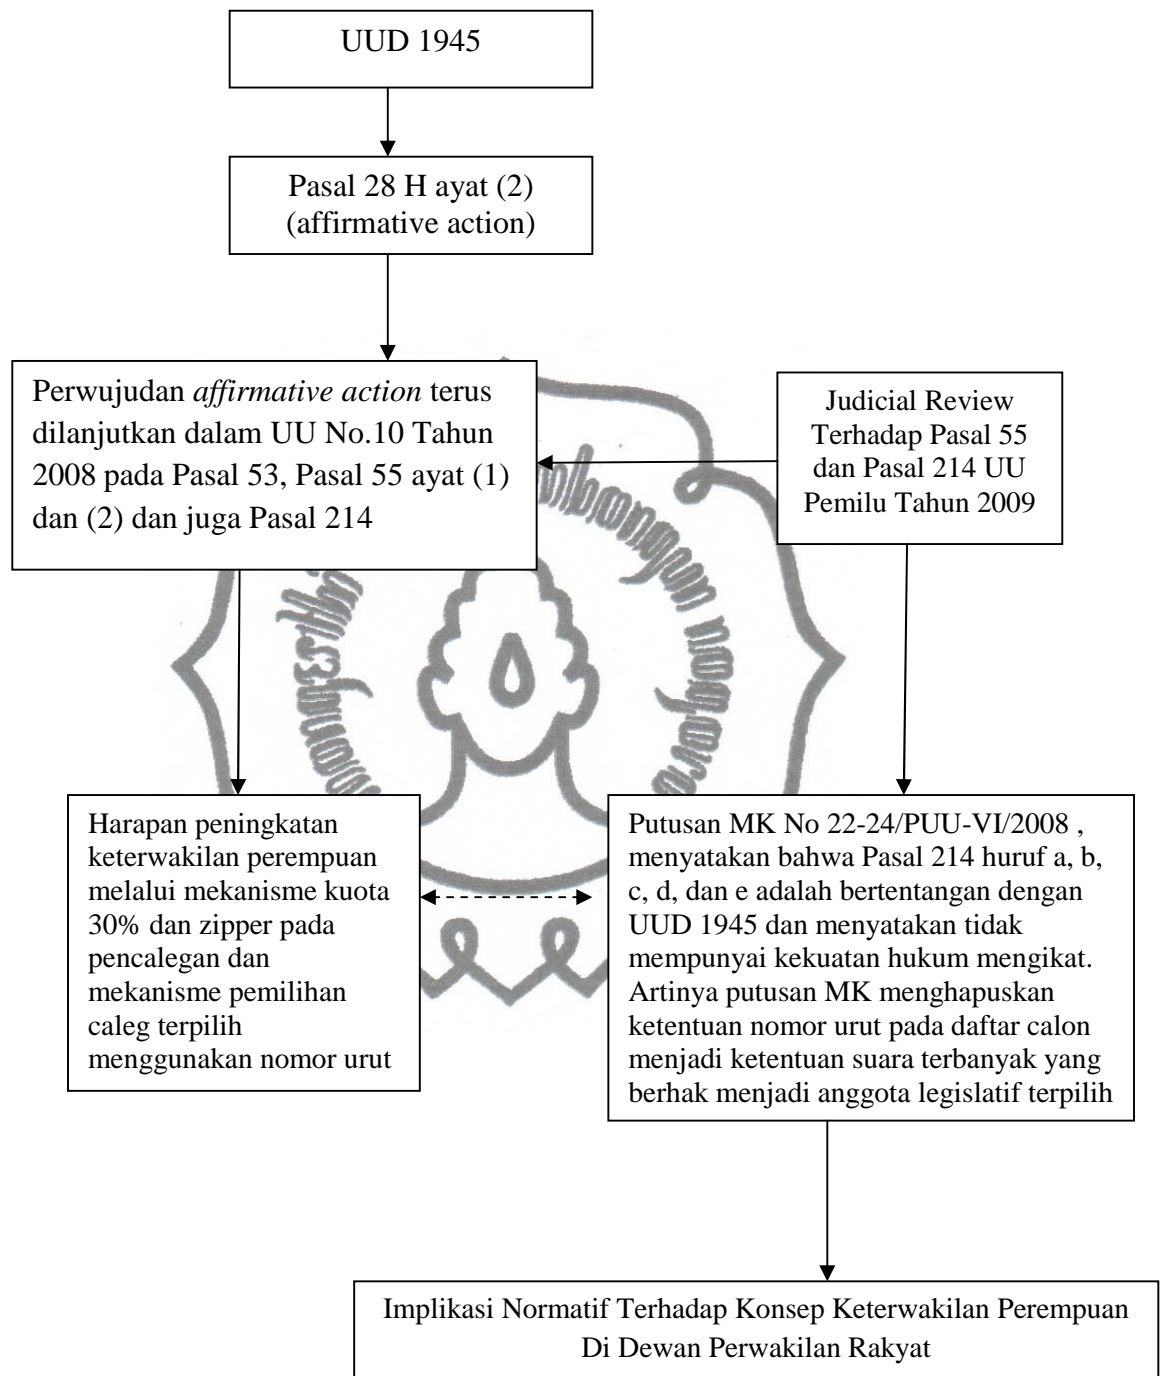 UUD 1945
Pasal 28 H ayat (2)
(affirmative action)
Perwujudan affirmative action terus
dilanjutkan dalam UU No.10 Tahun
2008 pada Pasal 53, Pasal 55 ayat (1)
dan (2) dan juga Pasal 214
Judicial Review
Terhadap Pasal 55
dan Pasal 214 UU
Pemilu Tahun 2009
Harapan peningkatan
keterwakilan perempuan
melalui mekanisme kuota
30% dan zipper pada
pencalegan dan
mekanisme pemilihan
caleg terpilih
menggunakan nomor urut
Putusan MK No 22-24/PUU-VI/2008 ,
menyatakan bahwa Pasal 214 huruf a, b,
c, d, dan e adalah bertentangan dengan
UUD 1945 dan menyatakan tidak
mempunyai kekuatan hukum mengikat.
Artinya putusan MK menghapuskan
ketentuan nomor urut pada daftar calon
menjadi ketentuan suara terbanyak yang
berhak menjadi anggota legislatif terpilih
Implikasi Normatif Terhadap Konsep Keterwakilan Perempuan
Di Dewan Perwakilan Rakyat